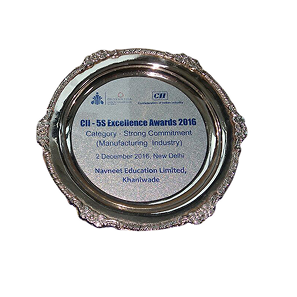 CII
CII - 5S Excellence Awards 2016
Category - Strong Commitment
(Manufacturing Industry)
2 December 2016, New Delhi
Navneet Education Limited,
Khaniwade